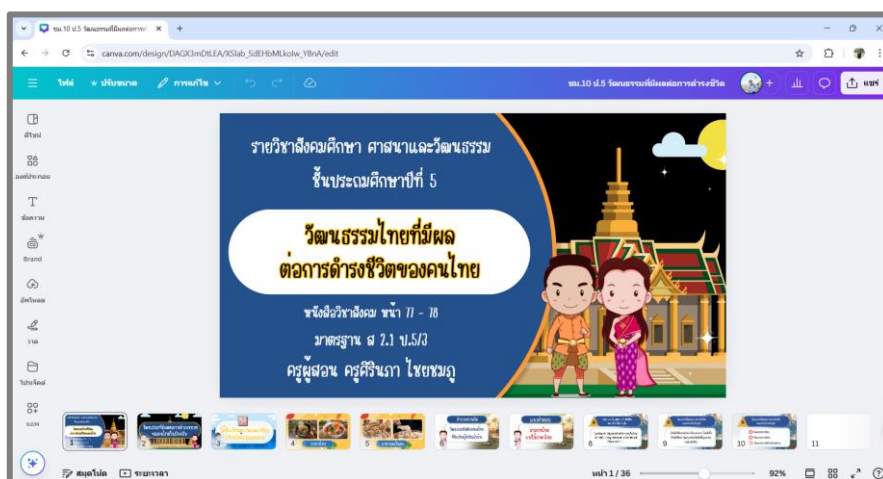 ชม.10 ป.5 วัฒนธรรมที่มีผลต่อการดำ
canva.com/design/DAGX3mDtLEA/XSlab_SdEHbMLkolw_YBnA/edit
ไฟล์ ปรับขนาด การแก้ไข
ชม.10 ป.5 วัฒนธรรมที่มีผลต่อการดำรงชีวิต
แชร์
ดีไซน์
องค์ประกอบ
ข้อความ
Brand
อัพโหลด
วาด
โปรเจ็กต์
แอพ
รายวิชาสังคมศึกษา ศาสนาและวัฒนธรรม
ชั้นประถมศึกษาปีที่ 5
วัฒนธรรมไทยที่มีผล
ต่อการดำรงชีวิตของคนไทย
หนังสือวิชาสังคม หน้า 77 - 78
มาตรฐาน ส 2.1 ป.5/3
ครูผู้สอน ครูศิรินภา ไชยชมภู
1 2 3 4 5 8 9 10 11
สมุดโน้ต ระยะเวลา
หน้า 1 / 36
92%